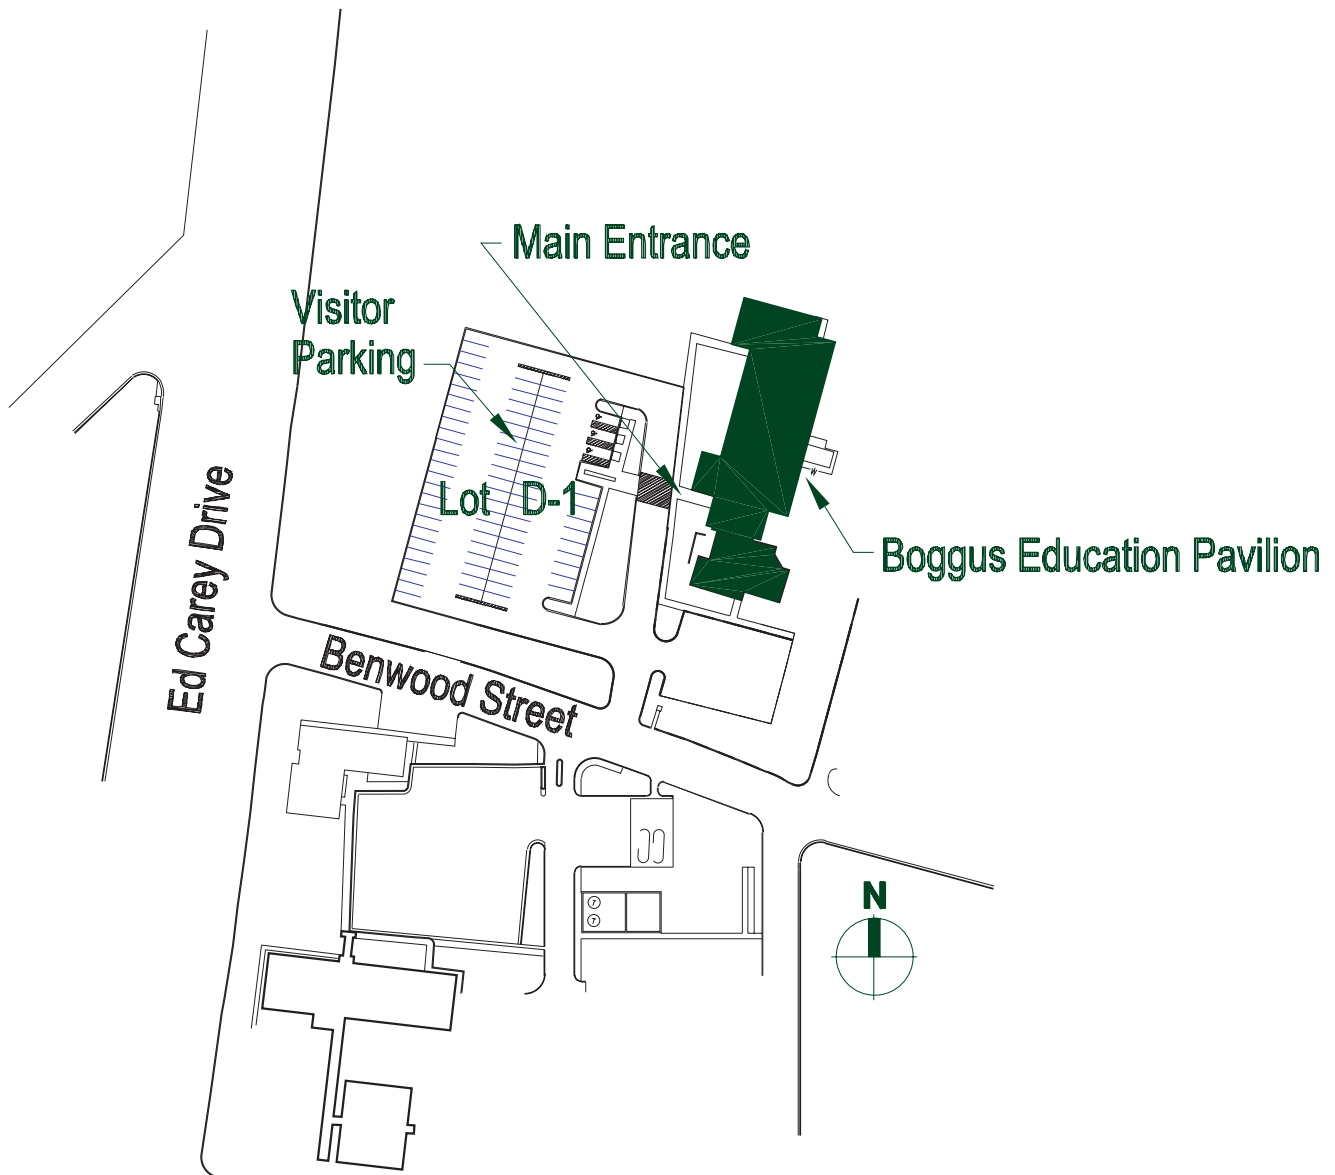 Main Entrance
Visitor
Parking
Lot D-1
Boggus Education Pavilion
Ed Carey Drive
Benwood Street
N
T
T